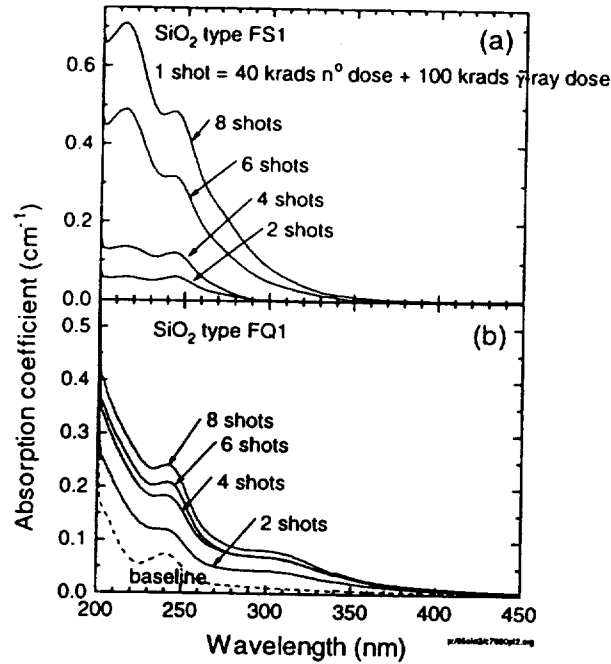 SiO₂ type FS1
(a)
1 shot = 40 krads n° dose + 100 krads γ-ray dose
8 shots
6 shots
4 shots
2 shots
0.6
0.4
0.2
0.0
Absorption coefficient (cm⁻¹)
SiO₂ type FQ1
(b)
8 shots
6 shots
4 shots
2 shots
baseline
0.5
0.4
0.3
0.2
0.1
0.0
200 250 300 350 400 450
Wavelength (nm)